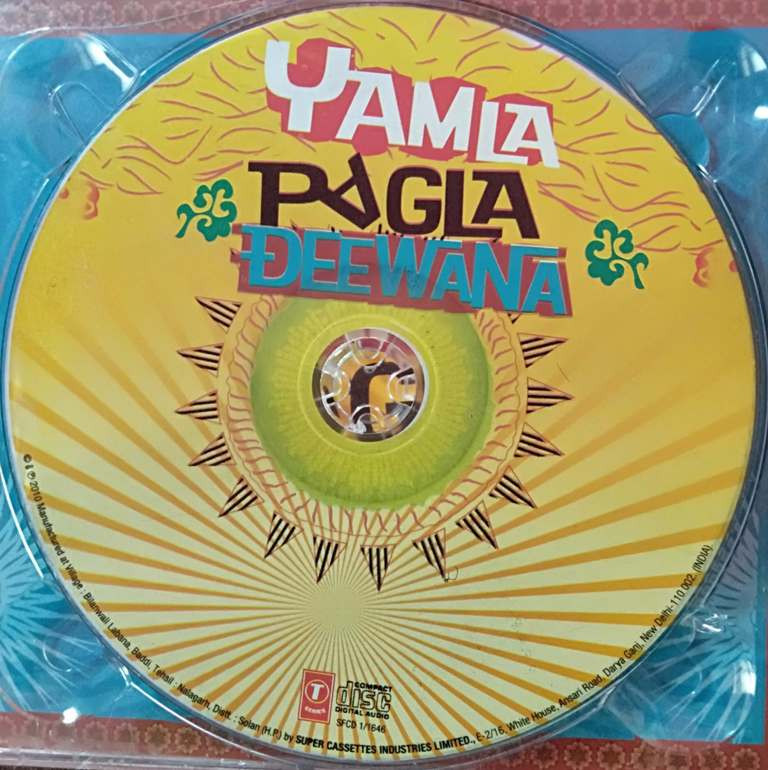 YAMLA
PAGLA
DEEWANA
T
SERIES
COMPACT
disc
DIGITAL AUDIO
SFCD 1/1646
© & ℗ 2010 Manufactured at Village : Bilanwali Labana, Baddi, Tehsil : Nalagarh, Distt. : Solan (H.P.) by SUPER CASSETTES INDUSTRIES LIMITED., E-2/16, White House, Ansari Road, Darya Ganj, New Delhi-110 002. (INDIA)